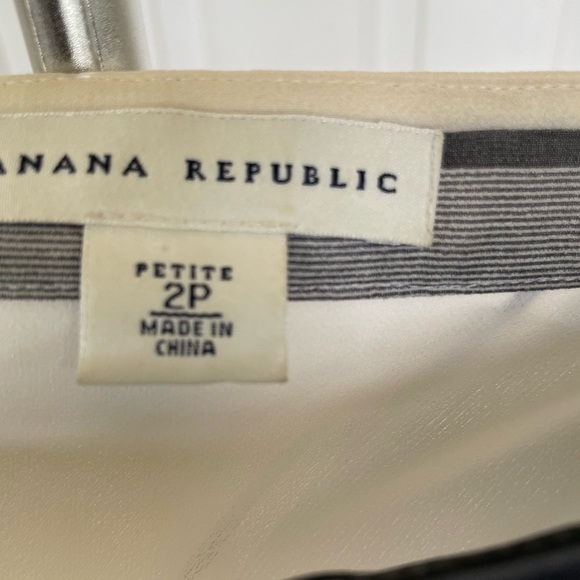 ANANA REPUBLIC
PETITE
2P
MADE IN
CHINA